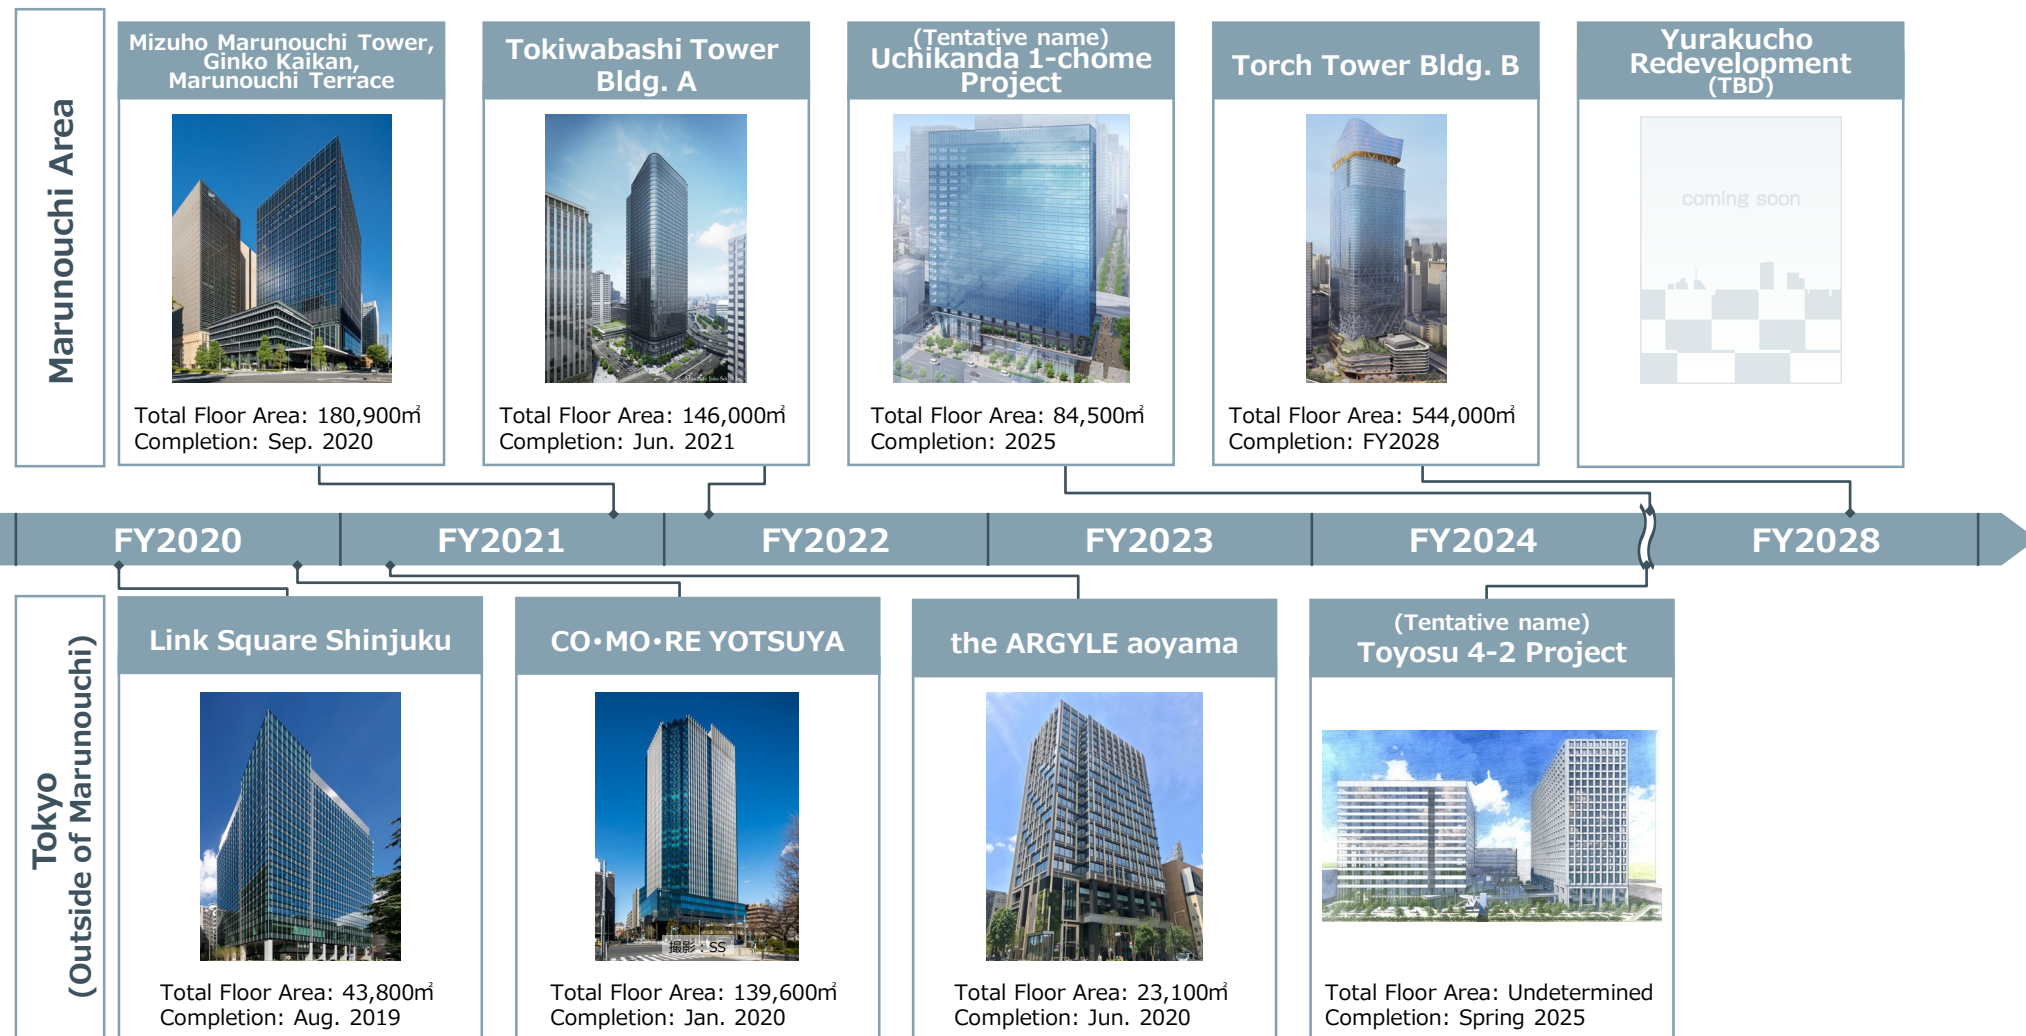 Marunouchi Area
Mizuho Marunouchi Tower,
Ginko Kaikan,
Marunouchi Terrace
Total Floor Area: 180,900㎡
Completion: Sep. 2020
Tokiwabashi Tower
Bldg. A
Total Floor Area: 146,000㎡
Completion: Jun. 2021
(Tentative name)
Uchikanda 1-chome
Project
Total Floor Area: 84,500㎡
Completion: 2025
Torch Tower Bldg. B
Total Floor Area: 544,000㎡
Completion: FY2028
Yurakucho
Redevelopment
(TBD)
coming soon
FY2020
FY2021
FY2022
FY2023
FY2024
FY2028
Tokyo
(Outside of Marunouchi)
Link Square Shinjuku
Total Floor Area: 43,800㎡
Completion: Aug. 2019
CO・MO・RE YOTSUYA
撮影：SS
Total Floor Area: 139,600㎡
Completion: Jan. 2020
the ARGYLE aoyama
Total Floor Area: 23,100㎡
Completion: Jun. 2020
(Tentative name)
Toyosu 4-2 Project
Total Floor Area: Undetermined
Completion: Spring 2025